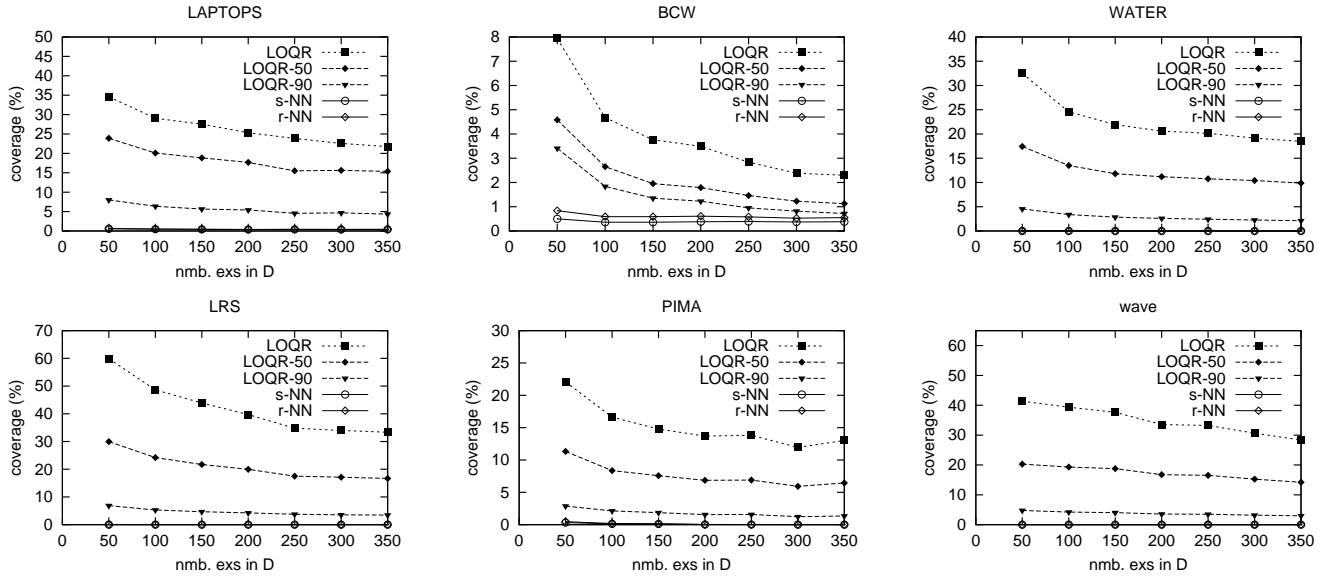 LAPTOPS
coverage (%)
50
45
40
35
30
25
20
15
10
5
0
LOQR
LOQR-50
LOQR-90
s-NN
r-NN
0 50 100 150 200 250 300 350
nmb. exs in D
BCW
coverage (%)
8
7
6
5
4
3
2
1
0
LOQR
LOQR-50
LOQR-90
s-NN
r-NN
0 50 100 150 200 250 300 350
nmb. exs in D
WATER
coverage (%)
40
35
30
25
20
15
10
5
0
LOQR
LOQR-50
LOQR-90
s-NN
r-NN
0 50 100 150 200 250 300 350
nmb. exs in D
LRS
coverage (%)
70
60
50
40
30
20
10
0
LOQR
LOQR-50
LOQR-90
s-NN
r-NN
0 50 100 150 200 250 300 350
nmb. exs in D
PIMA
coverage (%)
30
25
20
15
10
5
0
LOQR
LOQR-50
LOQR-90
s-NN
r-NN
0 50 100 150 200 250 300 350
nmb. exs in D
wave
coverage (%)
60
50
40
30
20
10
0
LOQR
LOQR-50
LOQR-90
s-NN
r-NN
0 50 100 150 200 250 300 350
nmb. exs in D